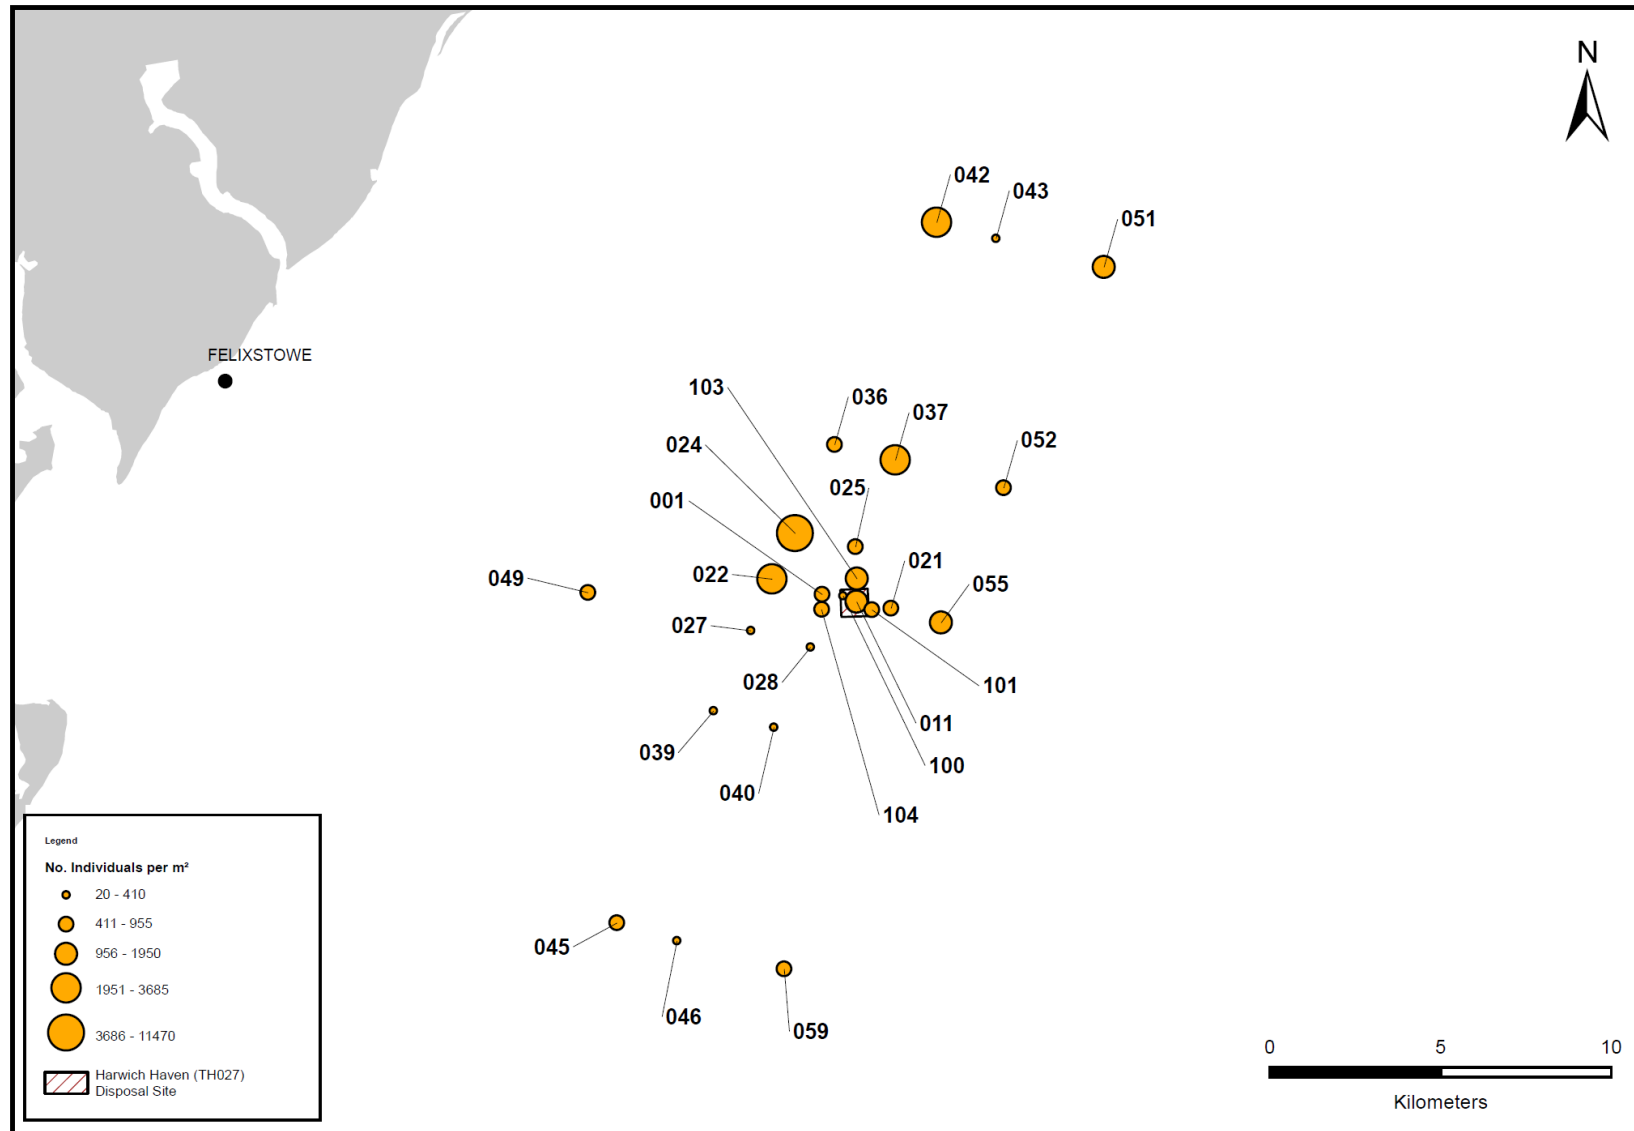 N
042
043
051
FELIXSTOWE
103
036
037
024
052
025
001
021
049
022
055
027
028
101
011
039
100
040
104
045
046
059
Legend
No. Individuals per m²
20 - 410
411 - 955
956 - 1950
1951 - 3685
3686 - 11470
Harwich Haven (TH027)
Disposal Site
0 5 10
Kilometers